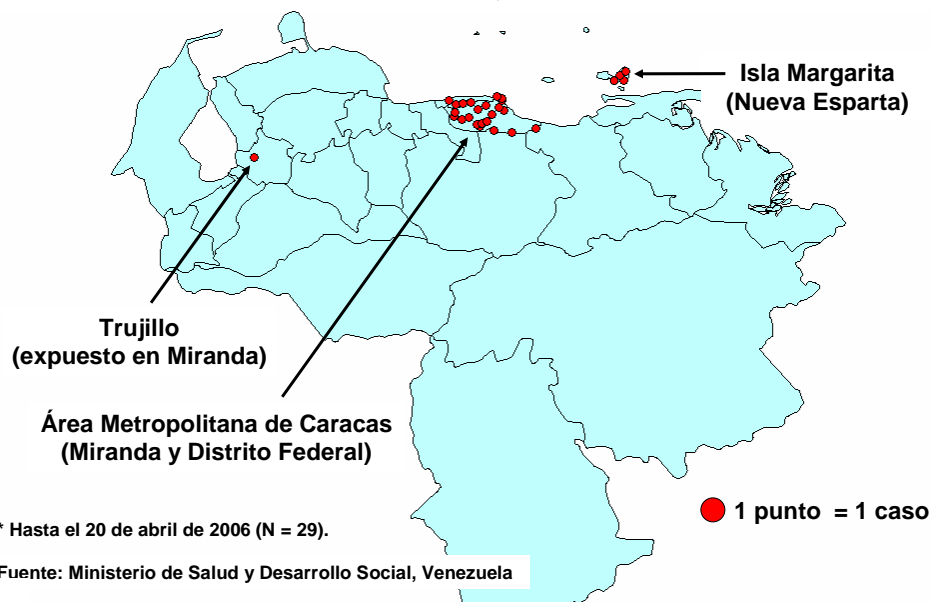 Isla Margarita
(Nueva Esparta)
Trujillo
(expuesto en Miranda)
Área Metropolitana de Caracas
(Miranda y Distrito Federal)
1 punto = 1 caso
* Hasta el 20 de abril de 2006 (N = 29).
Fuente: Ministerio de Salud y Desarrollo Social, Venezuela